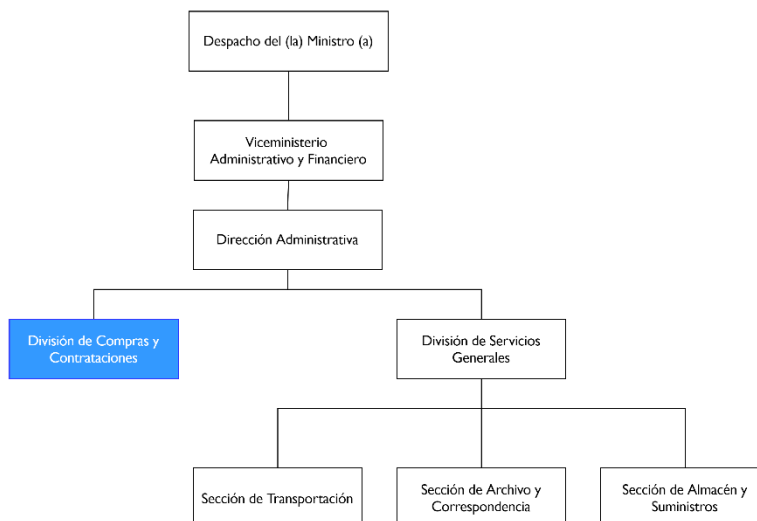 Despacho del (la) Ministro (a)
Viceministerio
Administrativo y Financiero
Dirección Administrativa
División de Compras y
Contrataciones
División de Servicios
Generales
Sección de Transportación
Sección de Archivo y
Correspondencia
Sección de Almacén y
Suministros